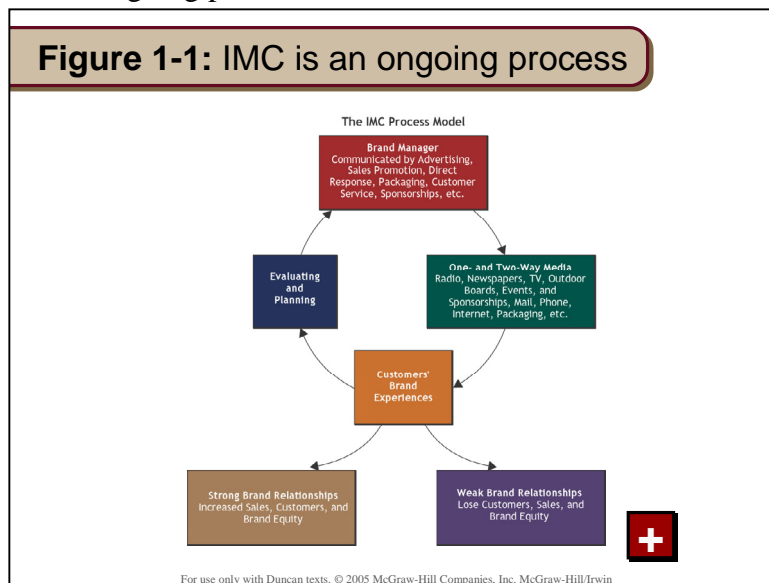 Figure 1-1: IMC is an ongoing process
The IMC Process Model
Brand Manager
Communicated by Advertising,
Sales Promotion, Direct
Response, Packaging, Customer
Service, Sponsorships, etc.
Evaluating
and
Planning
One- and Two-Way Media
Radio, Newspapers, TV, Outdoor
Boards, Events, and
Sponsorships, Mail, Phone,
Internet, Packaging, etc.
Customers'
Brand
Experiences
Strong Brand Relationships
Increased Sales, Customers, and
Brand Equity
Weak Brand Relationships
Lose Customers, Sales, and
Brand Equity
+
For use only with Duncan texts. © 2005 McGraw-Hill Companies, Inc. McGraw-Hill/Irwin